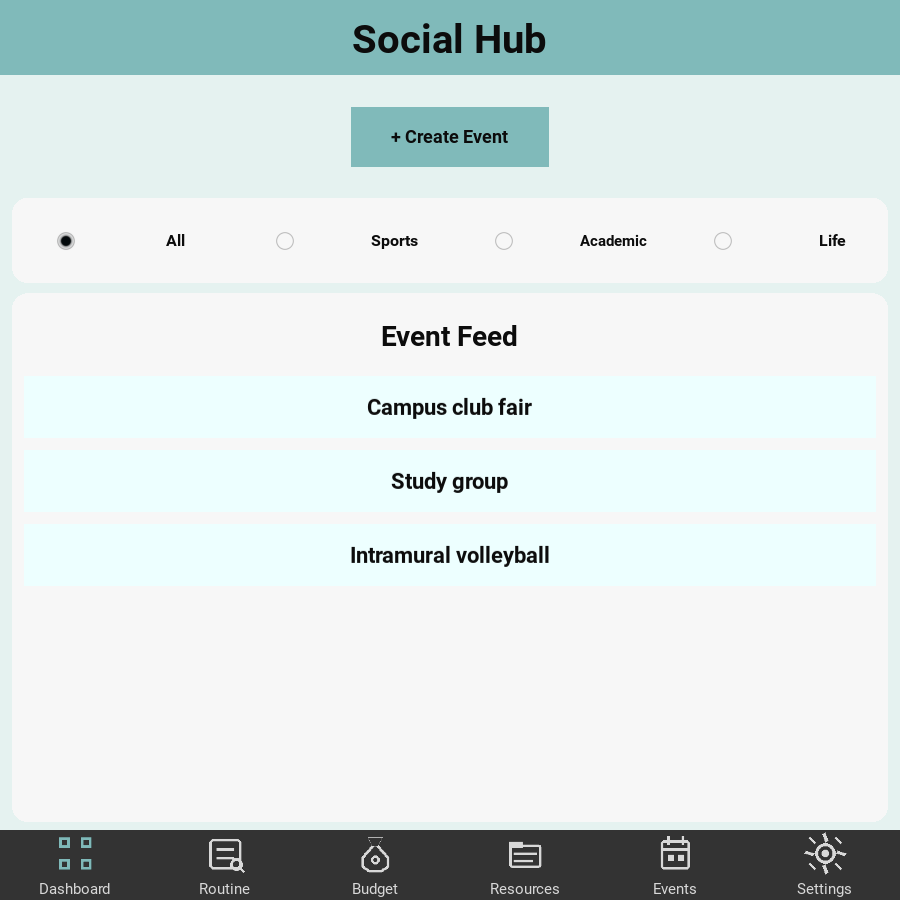 Social Hub
+ Create Event
All Sports Academic Life
Event Feed
Campus club fair
Study group
Intramural volleyball
Dashboard Routine Budget Resources Events Settings